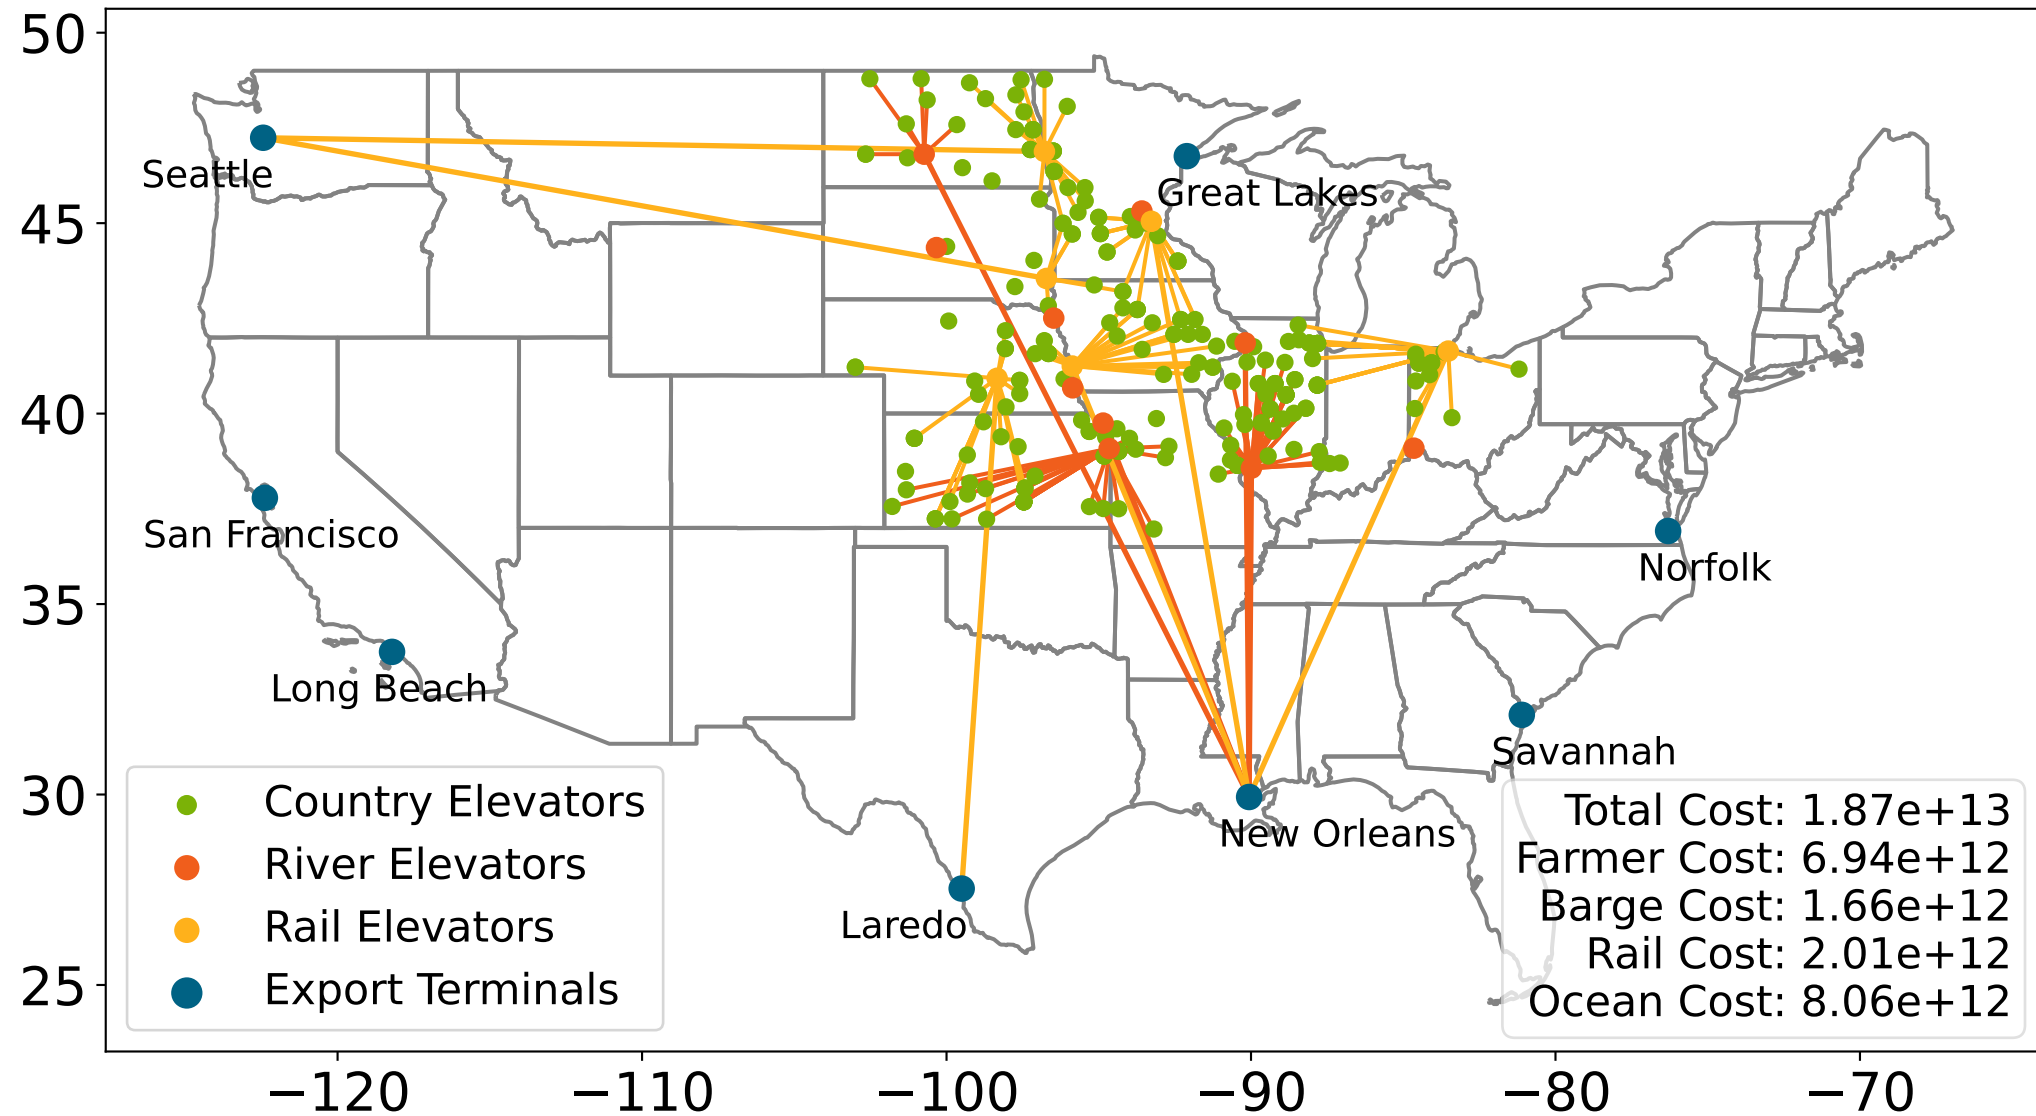 50
45
40
35
30
25
−120
−110
−100
−90
−80
−70
Seattle
Great Lakes
San Francisco
Norfolk
Long Beach
Savannah
New Orleans
Laredo
Country Elevators
River Elevators
Rail Elevators
Export Terminals
Total Cost: 1.87e+13
Farmer Cost: 6.94e+12
Barge Cost: 1.66e+12
Rail Cost: 2.01e+12
Ocean Cost: 8.06e+12